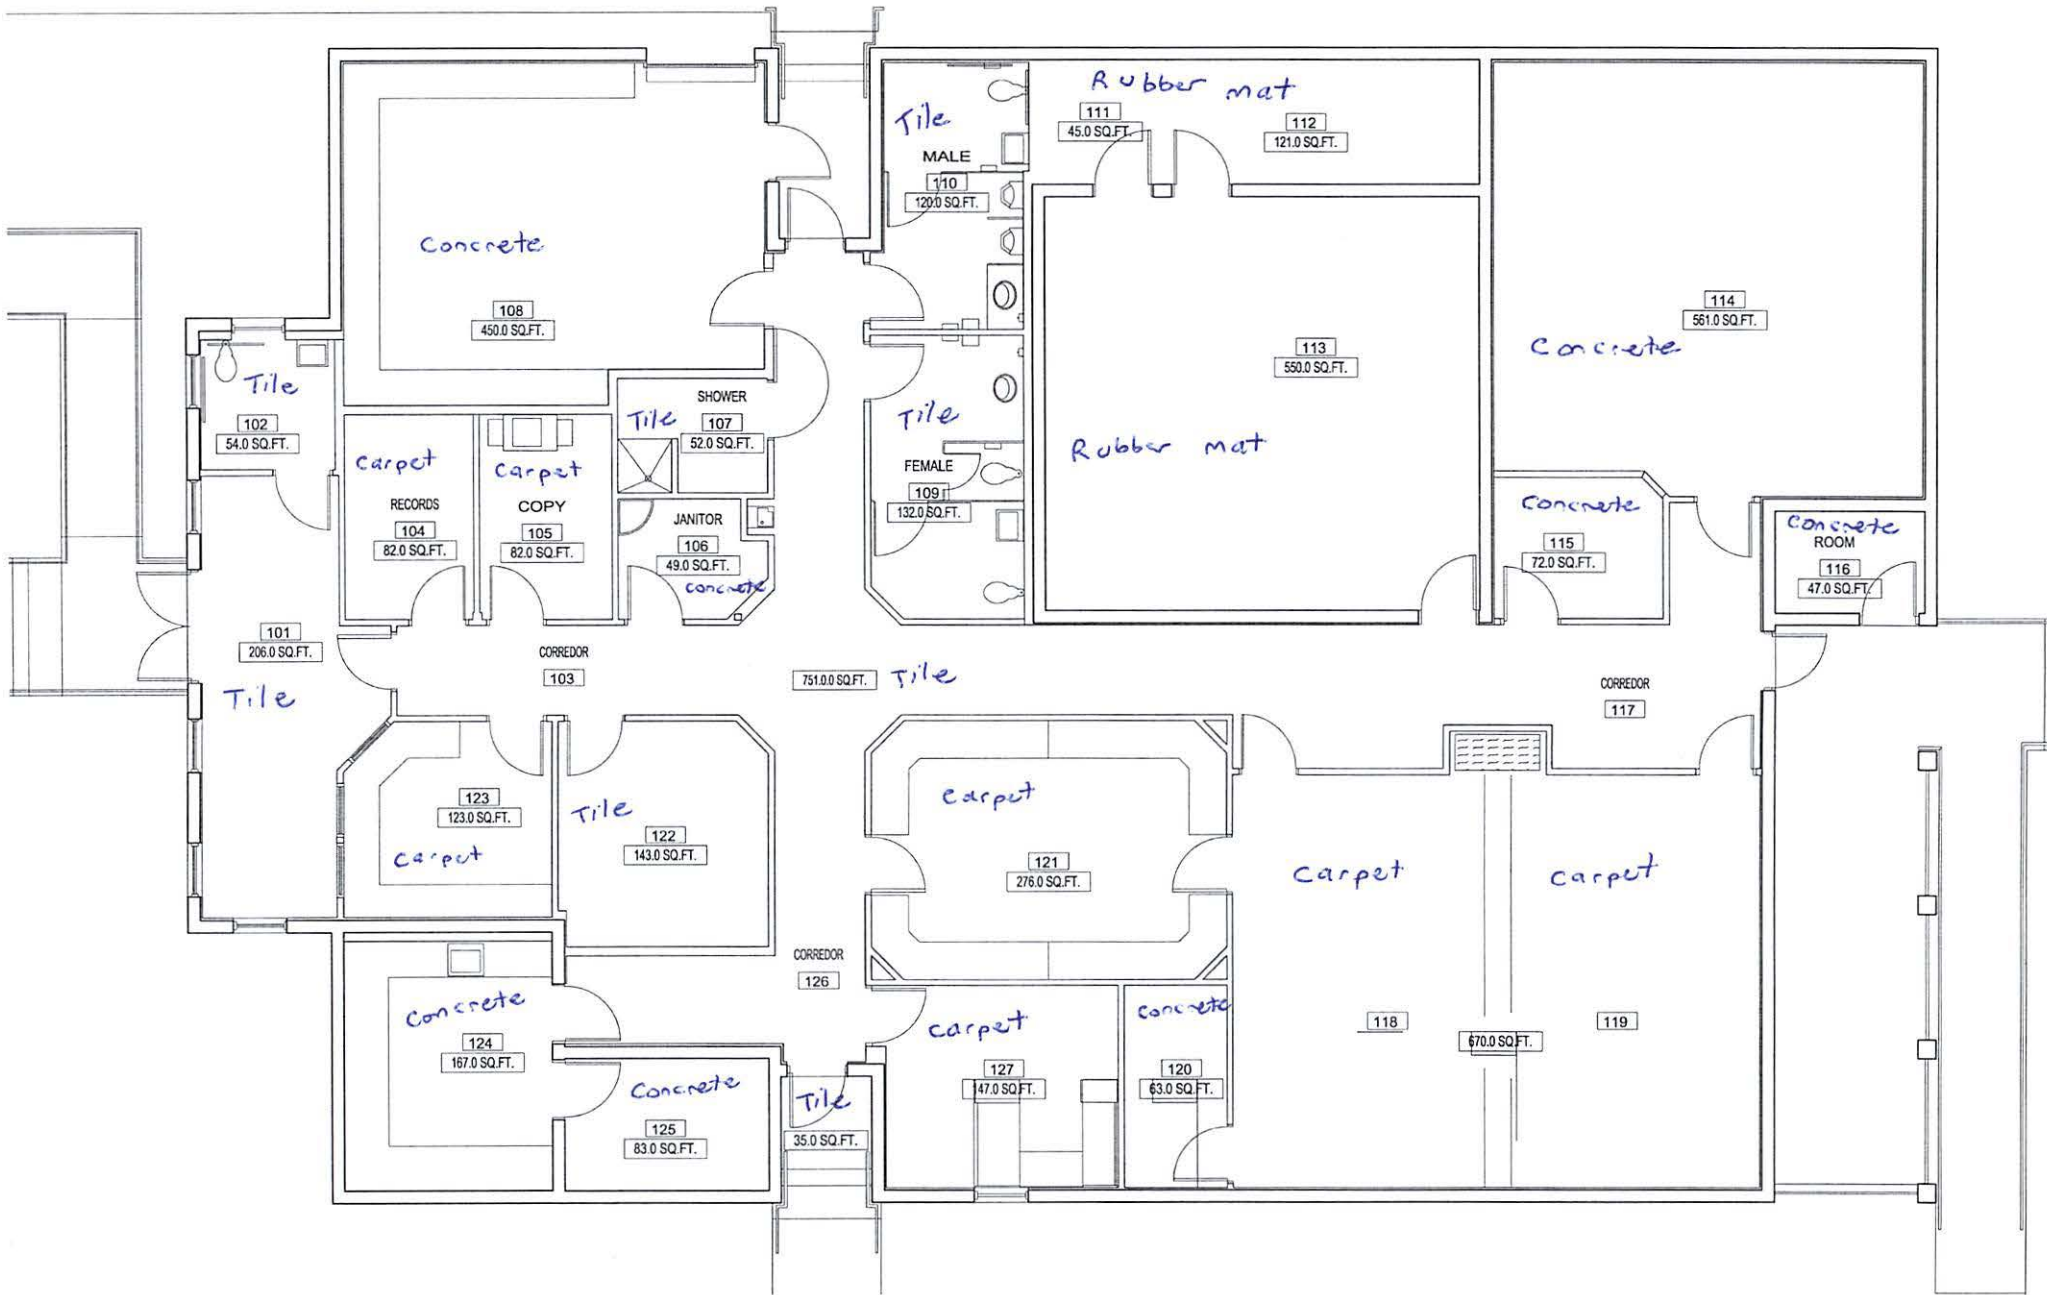 Rubber mat
111
45.0 SQ.FT.
112
121.0 SQ.FT.
Tile
MALE
110
120.0 SQ.FT.
Concrete
108
450.0 SQ.FT.
114
561.0 SQ.FT.
Concrete
113
550.0 SQ.FT.
Rubber mat
Tile
102
54.0 SQ.FT.
SHOWER
Tile
107
52.0 SQ.FT.
Tile
FEMALE
109
132.0 SQ.FT.
Carpet
RECORDS
104
82.0 SQ.FT.
Carpet
COPY
105
82.0 SQ.FT.
JANITOR
106
49.0 SQ.FT.
Concrete
Concrete
115
72.0 SQ.FT.
Concrete
ROOM
116
47.0 SQ.FT.
101
206.0 SQ.FT.
Tile
CORREDOR
103
751.0.0 SQ.FT.
Tile
CORREDOR
117
123
123.0 SQ.FT.
Carpet
Tile
122
143.0 SQ.FT.
Carpet
121
276.0 SQ.FT.
Carpet
Carpet
CORREDOR
126
Concrete
124
167.0 SQ.FT.
Carpet
127
147.0 SQ.FT.
Concrete
120
63.0 SQ.FT.
118
670.0 SQ.FT.
119
Concrete
125
83.0 SQ.FT.
Tile
35.0 SQ.FT.